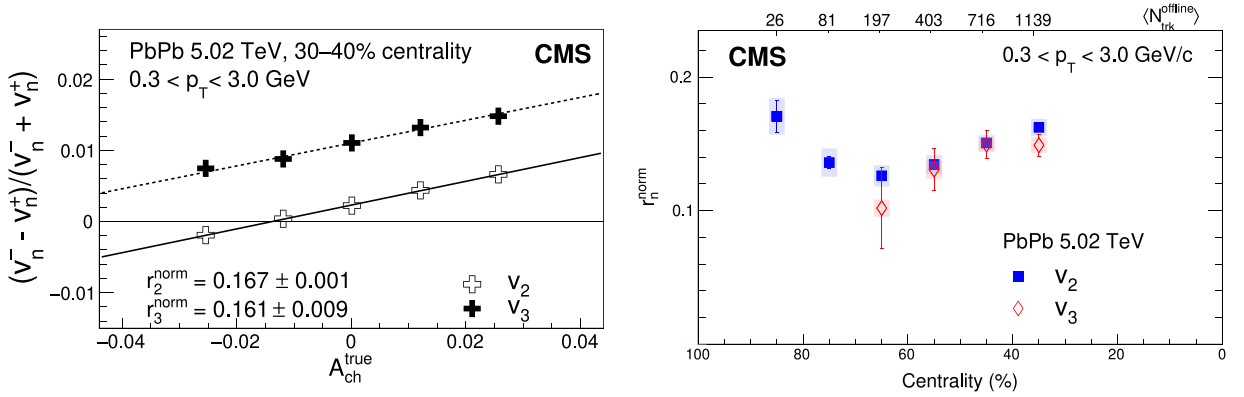 PbPb 5.02 TeV, 30–40% centrality CMS
0.3 < p_T < 3.0 GeV
(v_n^- - v_n^+)/(v_n^- + v_n^+)
0.02
0.01
0
−0.01
r_2^norm = 0.167 ± 0.001
r_3^norm = 0.161 ± 0.009
v_2
v_3
−0.04 −0.02 0 0.02 0.04
A_ch^true
26 81 197 403 716 1139 ⟨N_trk^offline⟩
CMS 0.3 < p_T < 3.0 GeV/c
r_n^norm
0.2
0.1
PbPb 5.02 TeV
v_2
v_3
100 80 60 40 20 0
Centrality (%)